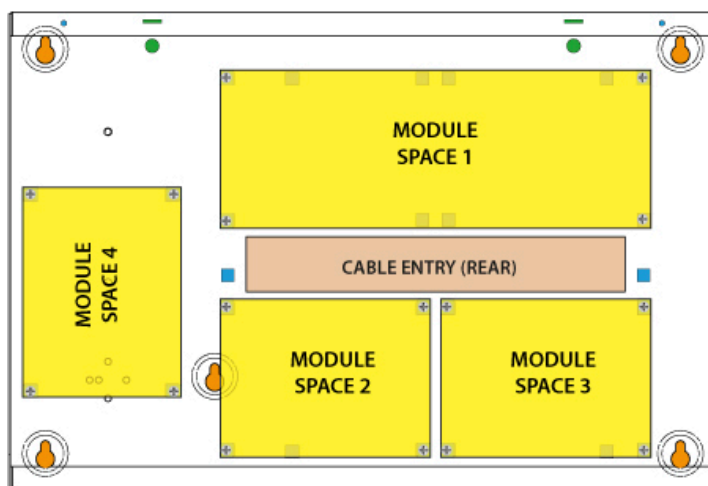 MODULE
SPACE 1
MODULE
SPACE 4
CABLE ENTRY (REAR)
MODULE
SPACE 2
MODULE
SPACE 3